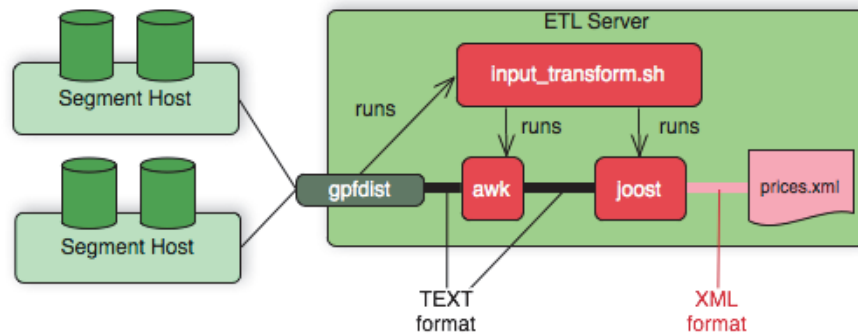 ETL Server
Segment Host
input_transform.sh
runs
runs
runs
gpfdist
awk
joost
prices.xml
Segment Host
TEXT
format
XML
format